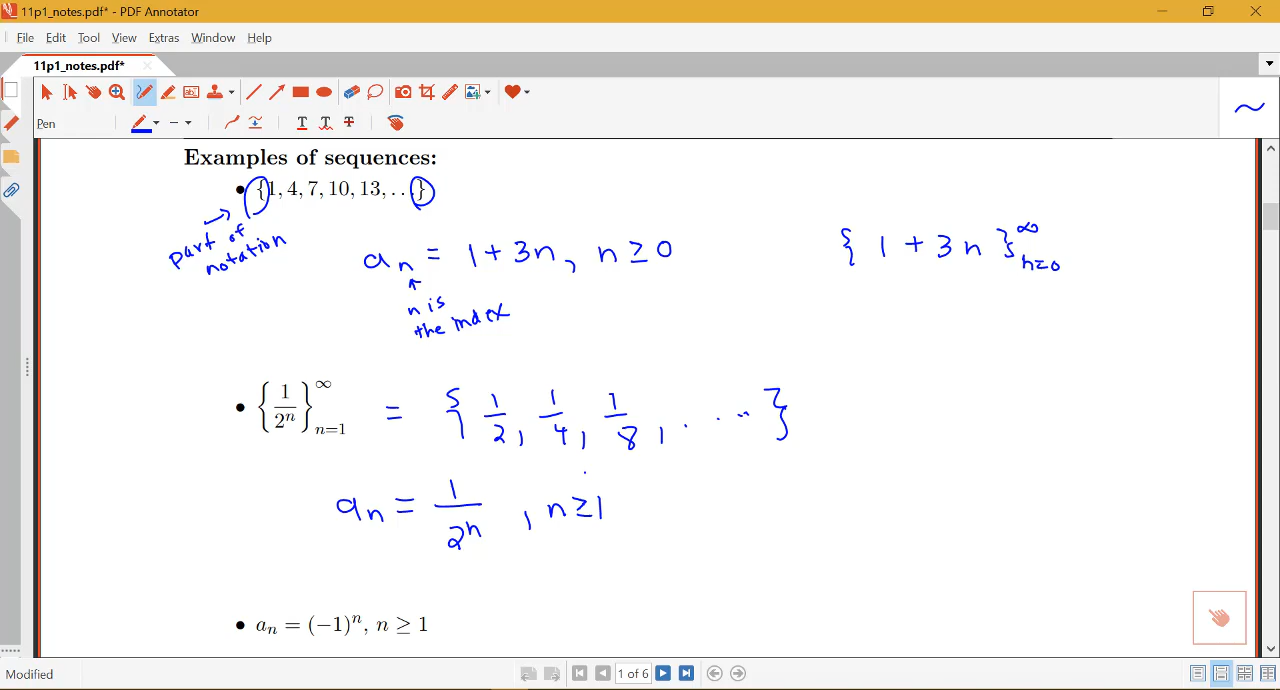 11p1_notes.pdf* - PDF Annotator
File Edit Tool View Extras Window Help
11p1_notes.pdf*
Pen
T T T
Examples of sequences:
• {1, 4, 7, 10, 13, . . . }
part of
notation
aₙ = 1 + 3n, n ≥ 0
{ 1 + 3n }^∞_{n=0}
↑
n is
the index
• {1/2ⁿ}^∞_{n=1} = { 1/2, 1/4, 1/8, . . . . }
aₙ = 1/2ⁿ , n ≥ 1
• aₙ = (−1)ⁿ, n ≥ 1
Modified
1 of 6